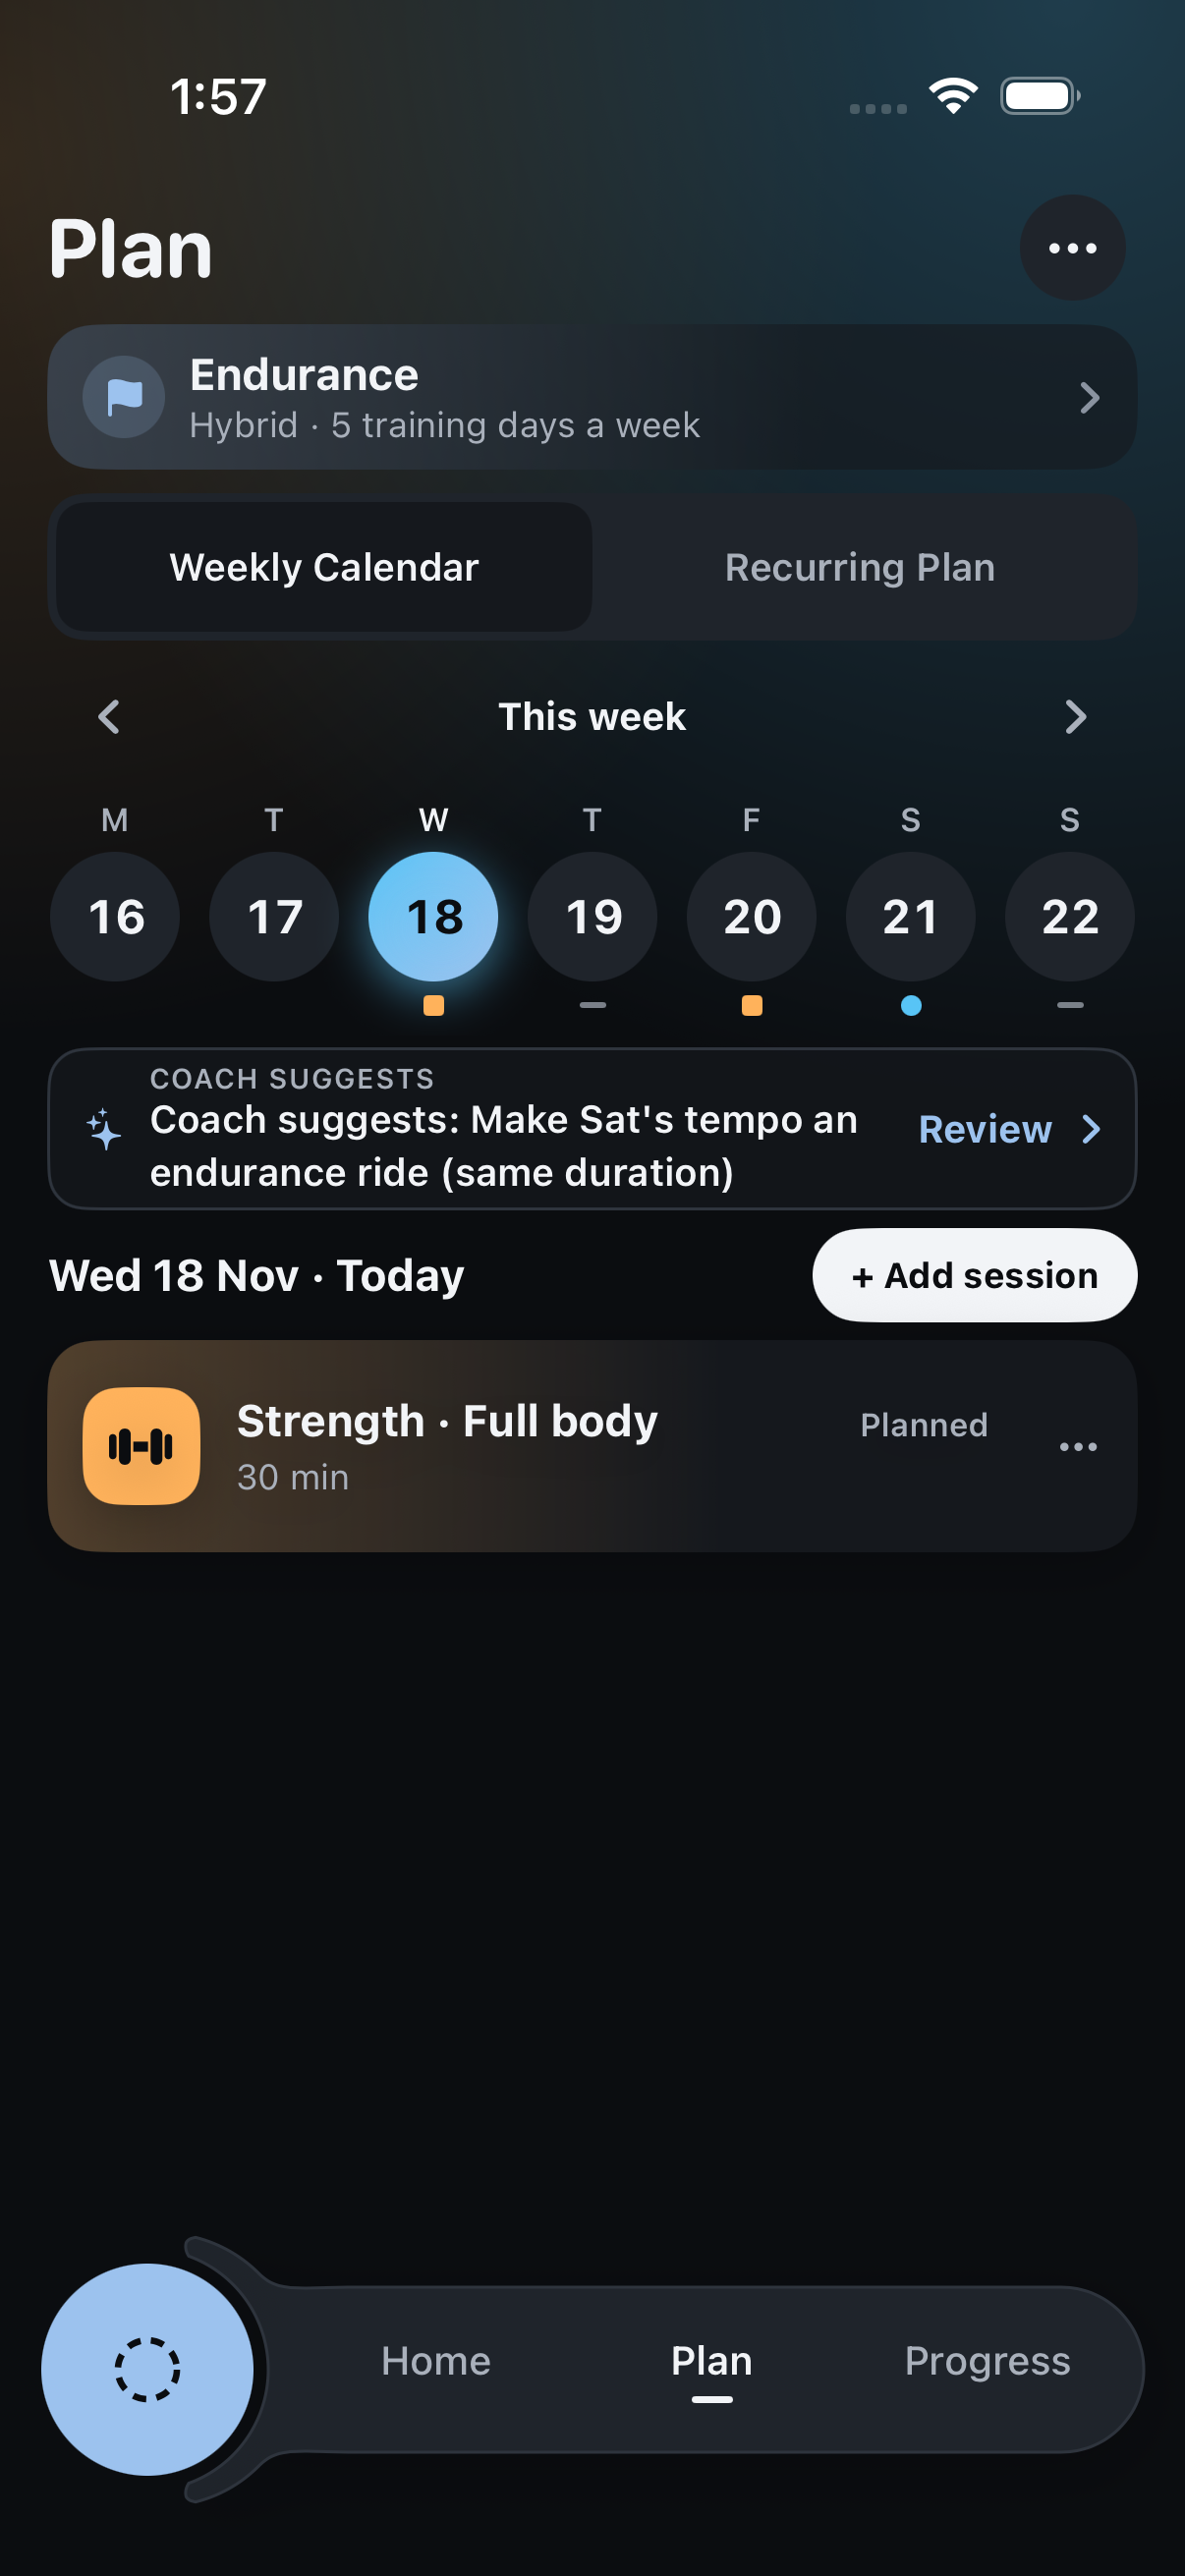 1:57
Plan
Endurance
Hybrid · 5 training days a week
Weekly Calendar
Recurring Plan
This week
M T W T F S S
16 17 18 19 20 21 22
COACH SUGGESTS
Coach suggests: Make Sat's tempo an
endurance ride (same duration)
Review
Wed 18 Nov · Today
+ Add session
Strength · Full body
Planned
30 min
Home
Plan
Progress